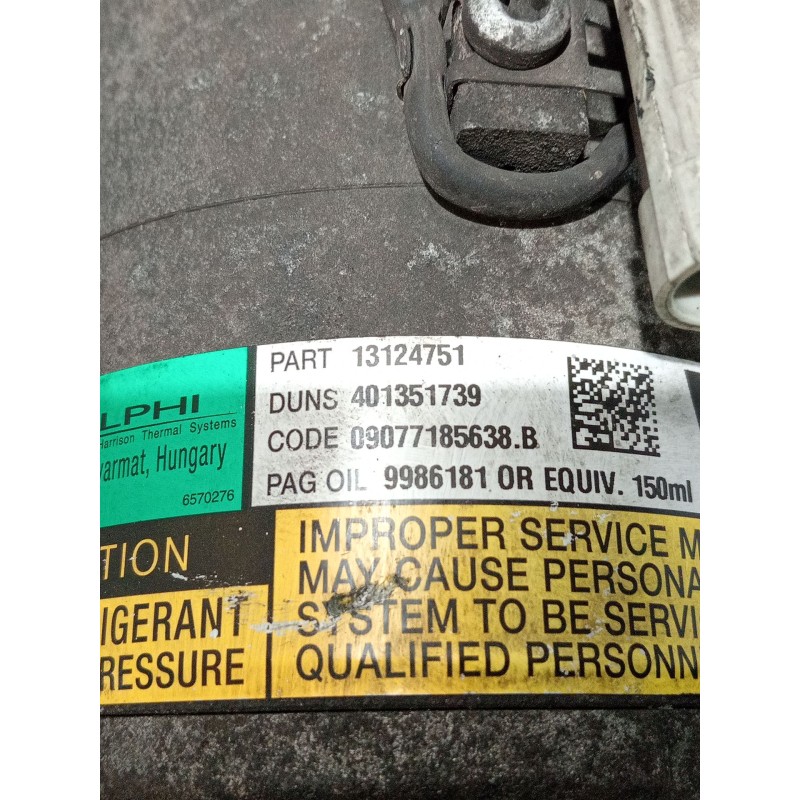 LPHI
Harrison Thermal Systems
yarmat, Hungary
6570276
PART 13124751
DUNS 401351739
CODE 09077185638.B
PAG OIL 9986181 OR EQUIV. 150ml
TION
IGERANT
RESSURE
IMPROPER SERVICE M
MAY CAUSE PERSONA
SYSTEM TO BE SERVI
QUALIFIED PERSONN